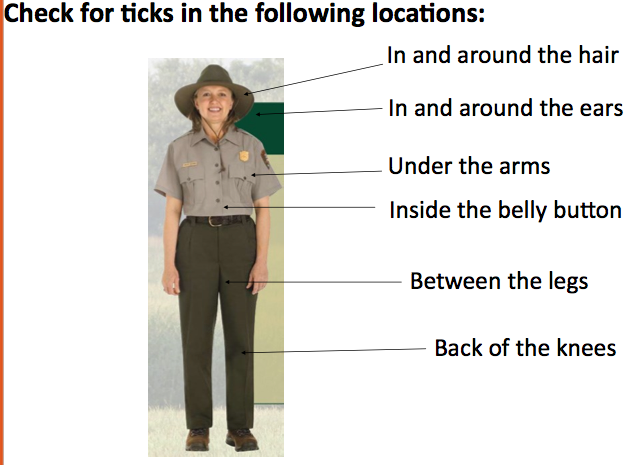 Check for ticks in the following locations:
In and around the hair
In and around the ears
Under the arms
Inside the belly button
Between the legs
Back of the knees